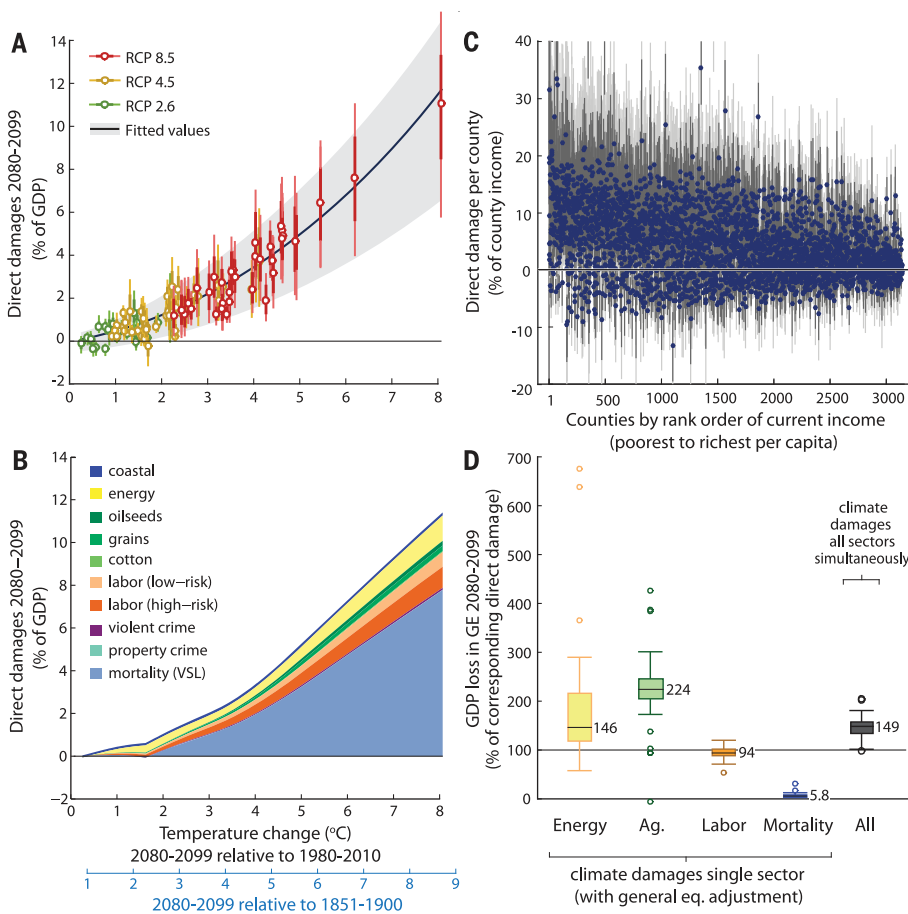 A
Direct damages 2080-2099
(% of GDP)
14
12
10
8
6
4
2
0
-2
RCP 8.5
RCP 4.5
RCP 2.6
Fitted values
0 1 2 3 4 5 6 7 8
B
Direct damages 2080–2099
(% of GDP)
14
12
10
8
6
4
2
0
−2
coastal
energy
oilseeds
grains
cotton
labor (low−risk)
labor (high−risk)
violent crime
property crime
mortality (VSL)
0 1 2 3 4 5 6 7 8
Temperature change (°C)
2080-2099 relative to 1980-2010
1 2 3 4 5 6 7 8 9
2080-2099 relative to 1851-1900
C
Direct damage per county
(% of county income)
40
30
20
10
0
-10
-20
1 500 1000 1500 2000 2500 3000
Counties by rank order of current income
(poorest to richest per capita)
D
GDP loss in GE 2080-2099
(% of corresponding direct damage)
700
600
500
400
300
200
100
0
climate
damages
all sectors
simultaneously
146
224
94
5.8
149
Energy Ag. Labor Mortality All
climate damages single sector
(with general eq. adjustment)